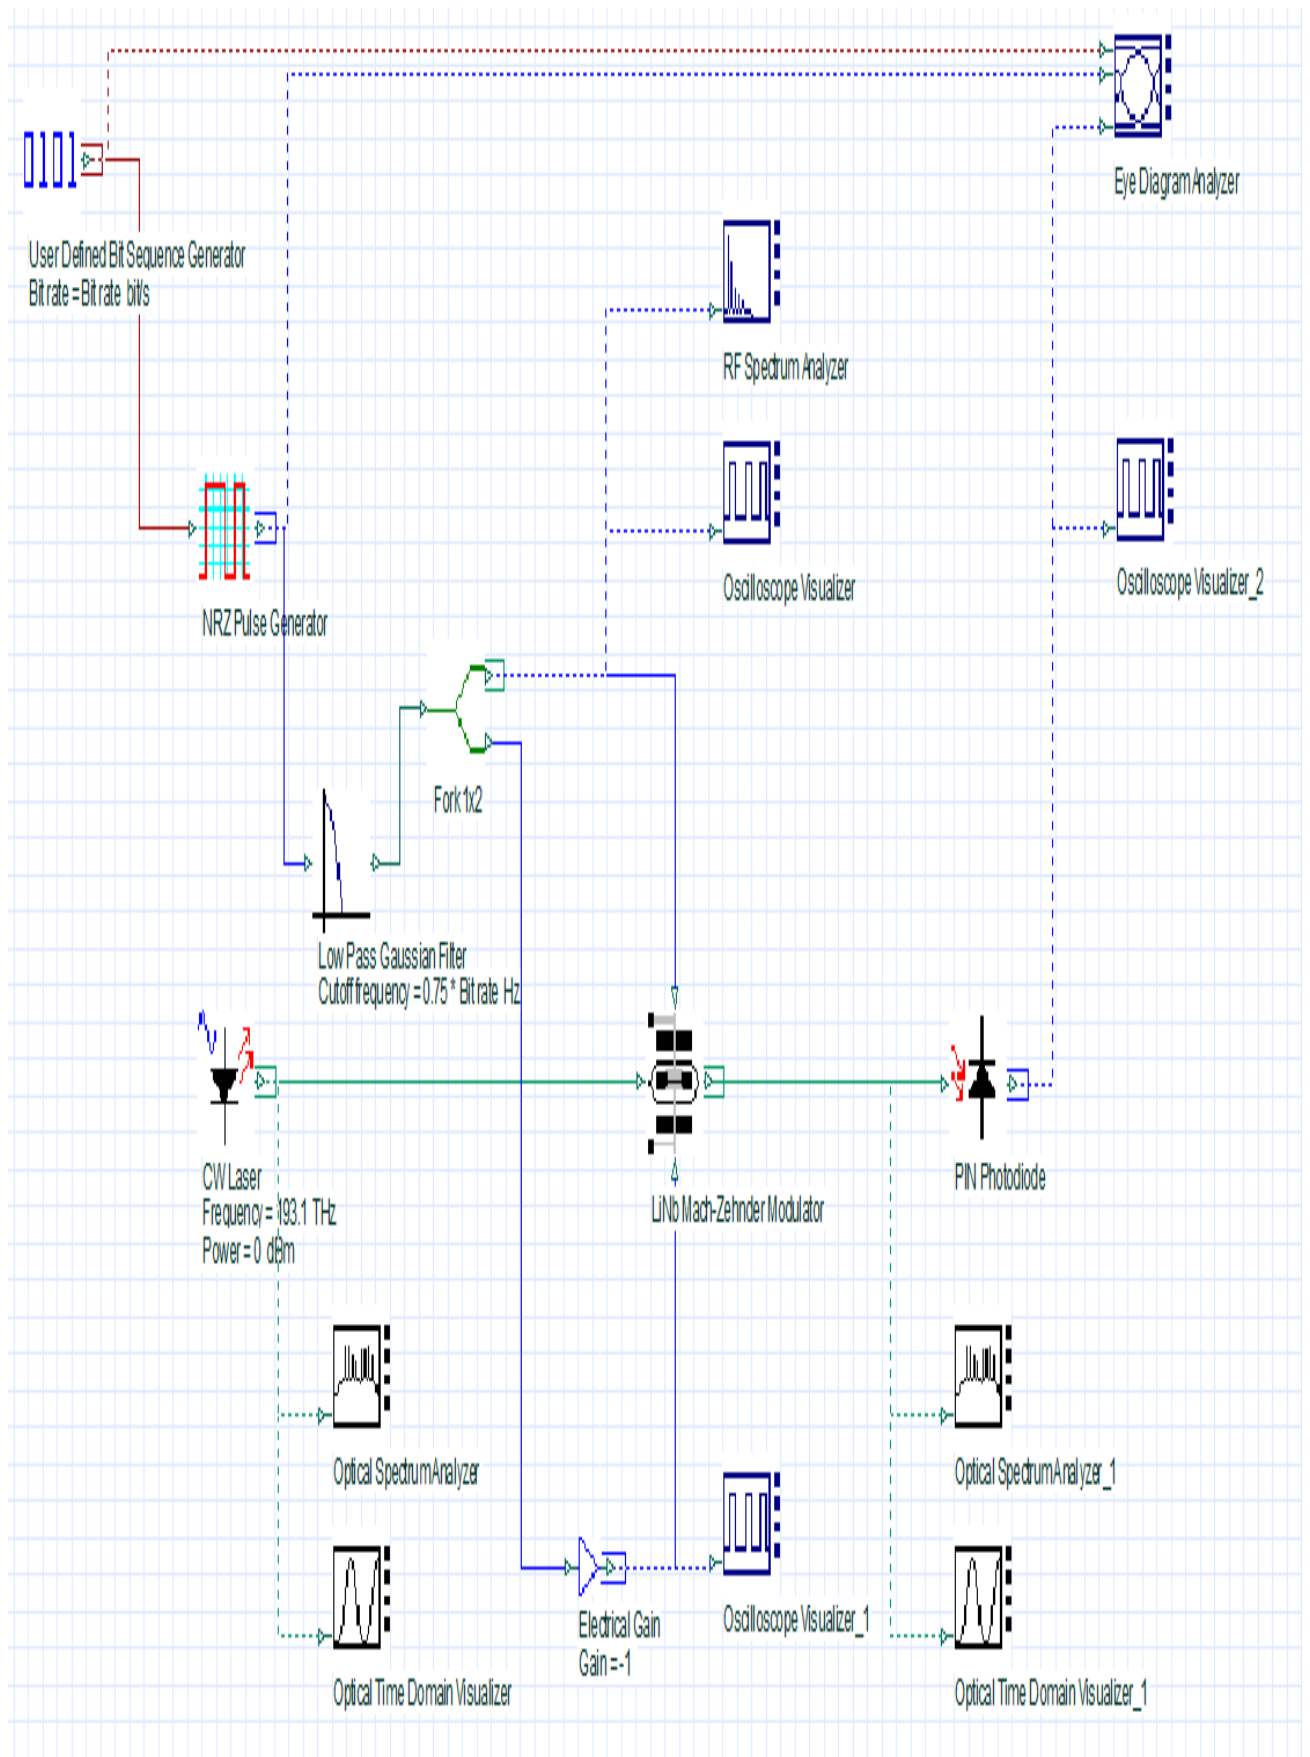 Eye Diagram Analyzer
User Defined Bit Sequence Generator
Bit rate = Bit rate bit/s
RF Spectrum Analyzer
Oscilloscope Visualizer
Oscilloscope Visualizer_2
NRZ Pulse Generator
Fork 1x2
Low Pass Gaussian Filter
Cutoff frequency = 0.75 * Bit rate Hz
CW Laser
Frequency = 193.1 THz
Power = 0 dBm
LiNb Mach-Zehnder Modulator
PIN Photodiode
Optical Spectrum Analyzer
Optical Spectrum Analyzer_1
Electrical Gain
Gain = -1
Oscilloscope Visualizer_1
Optical Time Domain Visualizer
Optical Time Domain Visualizer_1